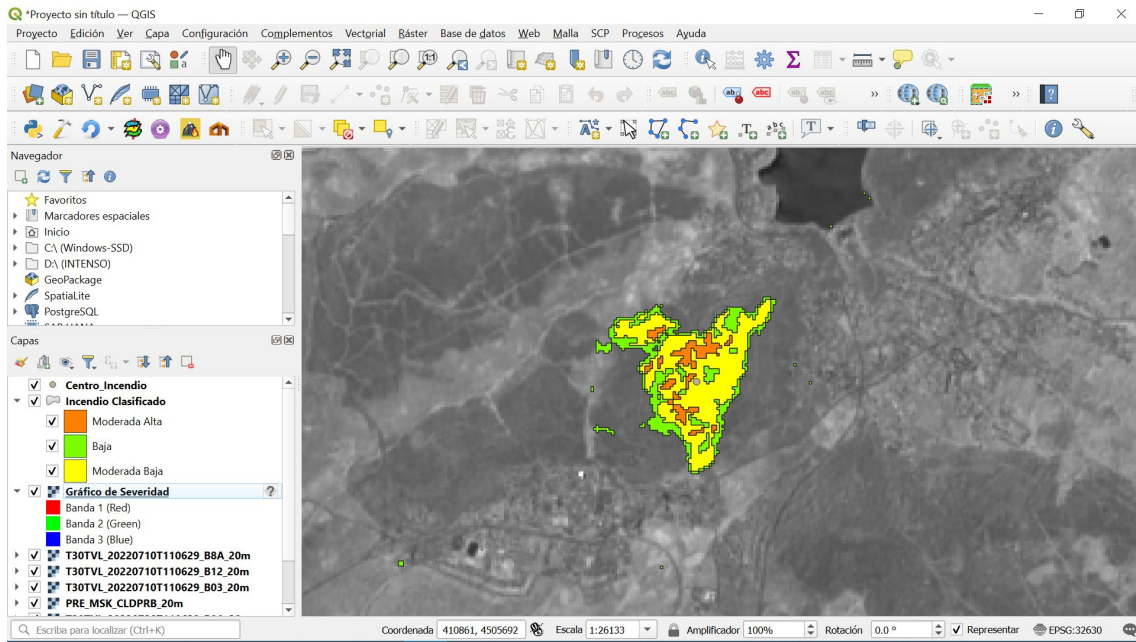 *Proyecto sin título — QGIS
Proyecto Edición Ver Capa Configuración Complementos Vectorial Ráster Base de datos Web Malla SCP Procesos Ayuda
Navegador
Favoritos
Marcadores espaciales
Inicio
C:\ (Windows-SSD)
D:\ (INTENSO)
GeoPackage
SpatiaLite
PostgreSQL
Capas
Centro_Incendio
Incendio Clasificado
Moderada Alta
Baja
Moderada Baja
Gráfico de Severidad ?
Banda 1 (Red)
Banda 2 (Green)
Banda 3 (Blue)
T30TVL_20220710T110629_B8A_20m
T30TVL_20220710T110629_B12_20m
T30TVL_20220710T110629_B03_20m
PRE_MSK_CLDPRB_20m
Escriba para localizar (Ctrl+K) Coordenada 410861, 4505692 Escala 1:26133 Amplificador 100% Rotación 0.0 ° Representar EPSG:32630